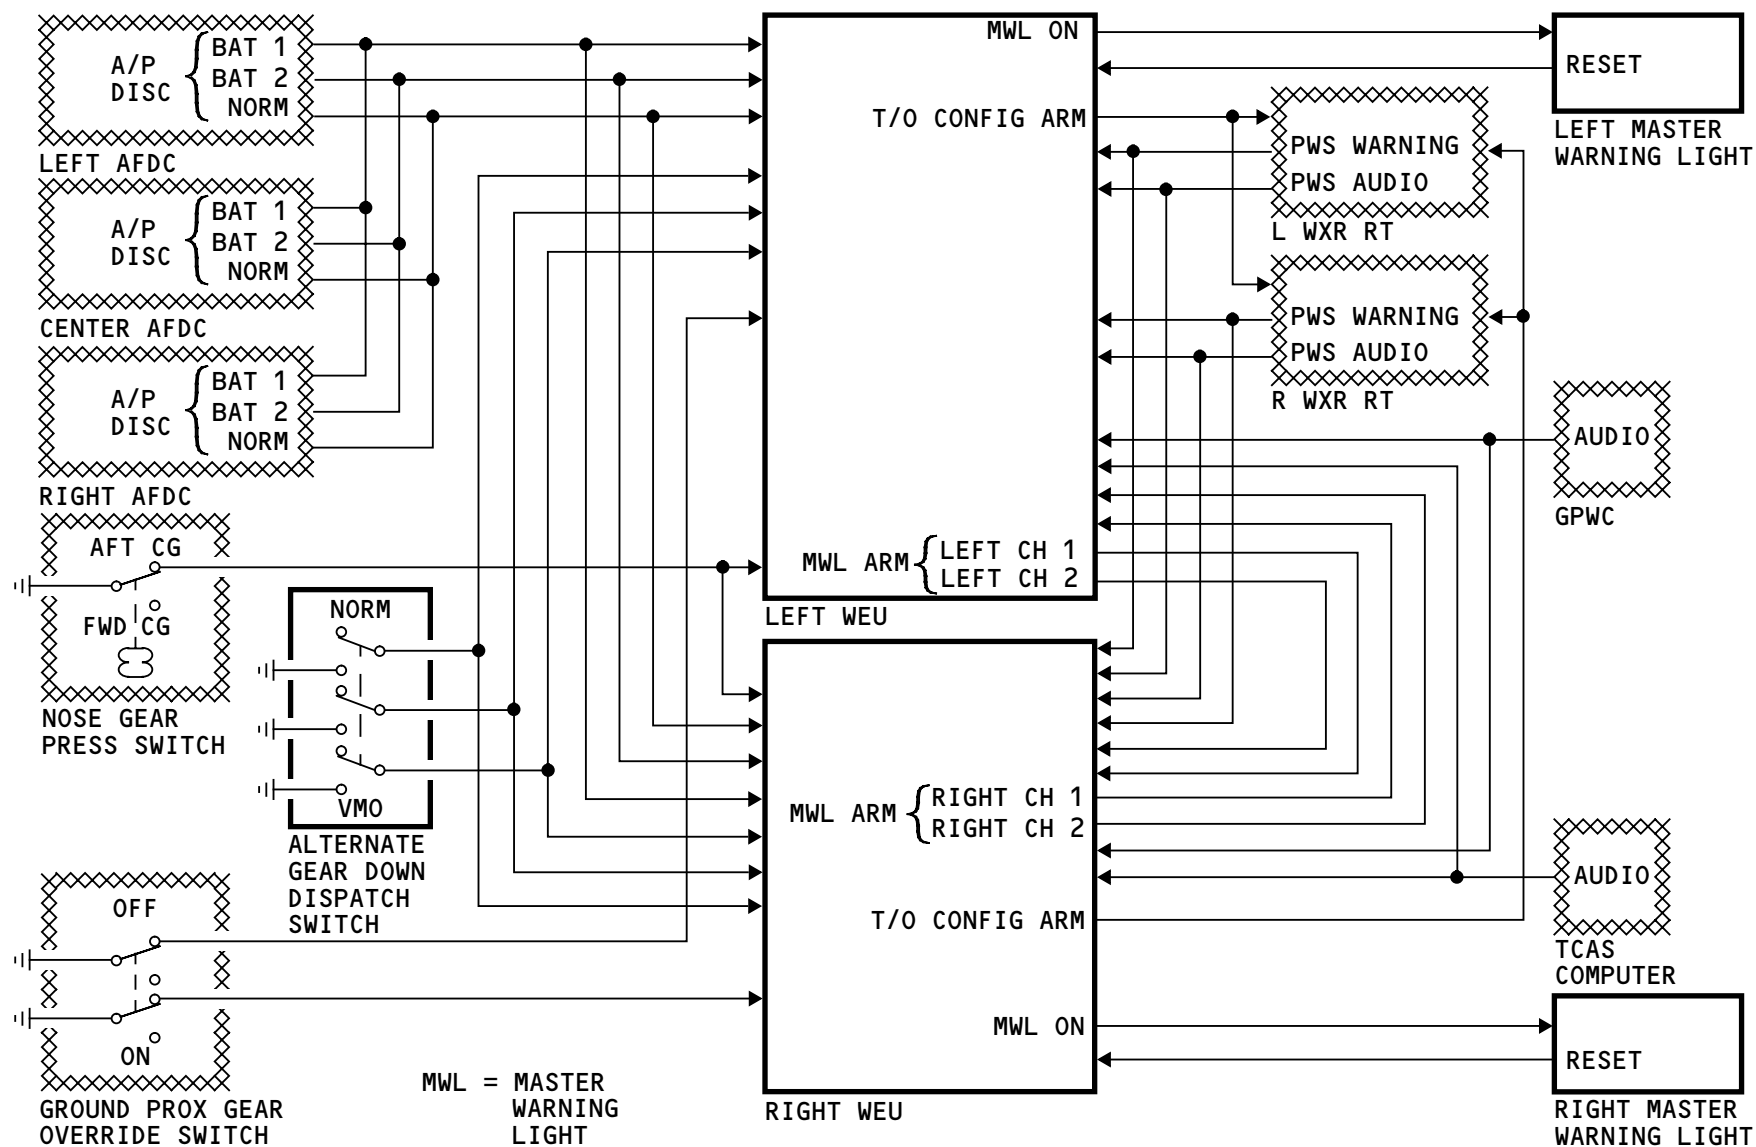 A/P
DISC
BAT 1
BAT 2
NORM
LEFT AFDC
A/P
DISC
BAT 1
BAT 2
NORM
CENTER AFDC
A/P
DISC
BAT 1
BAT 2
NORM
RIGHT AFDC
AFT CG
FWD CG
NOSE GEAR
PRESS SWITCH
NORM
VMO
ALTERNATE
GEAR DOWN
DISPATCH
SWITCH
OFF
ON
GROUND PROX GEAR
OVERRIDE SWITCH
MWL = MASTER
WARNING
LIGHT
MWL ON
T/O CONFIG ARM
MWL ARM
LEFT CH 1
LEFT CH 2
LEFT WEU
MWL ARM
RIGHT CH 1
RIGHT CH 2
T/O CONFIG ARM
MWL ON
RIGHT WEU
RESET
LEFT MASTER
WARNING LIGHT
PWS WARNING
PWS AUDIO
L WXR RT
PWS WARNING
PWS AUDIO
R WXR RT
AUDIO
GPWC
AUDIO
TCAS
COMPUTER
RESET
RIGHT MASTER
WARNING LIGHT